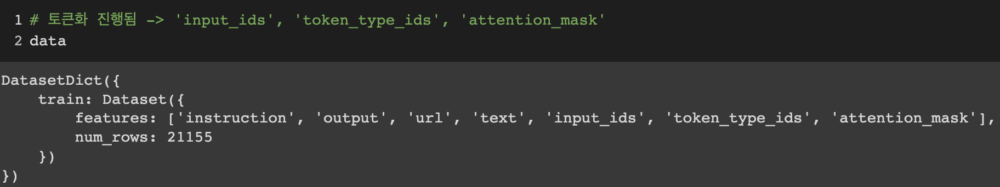 1 # 토큰화 진행됨 -> 'input_ids', 'token_type_ids', 'attention_mask'
2 data
DatasetDict({
    train: Dataset({
        features: ['instruction', 'output', 'url', 'text', 'input_ids', 'token_type_ids', 'attention_mask'],
        num_rows: 21155
    })
})